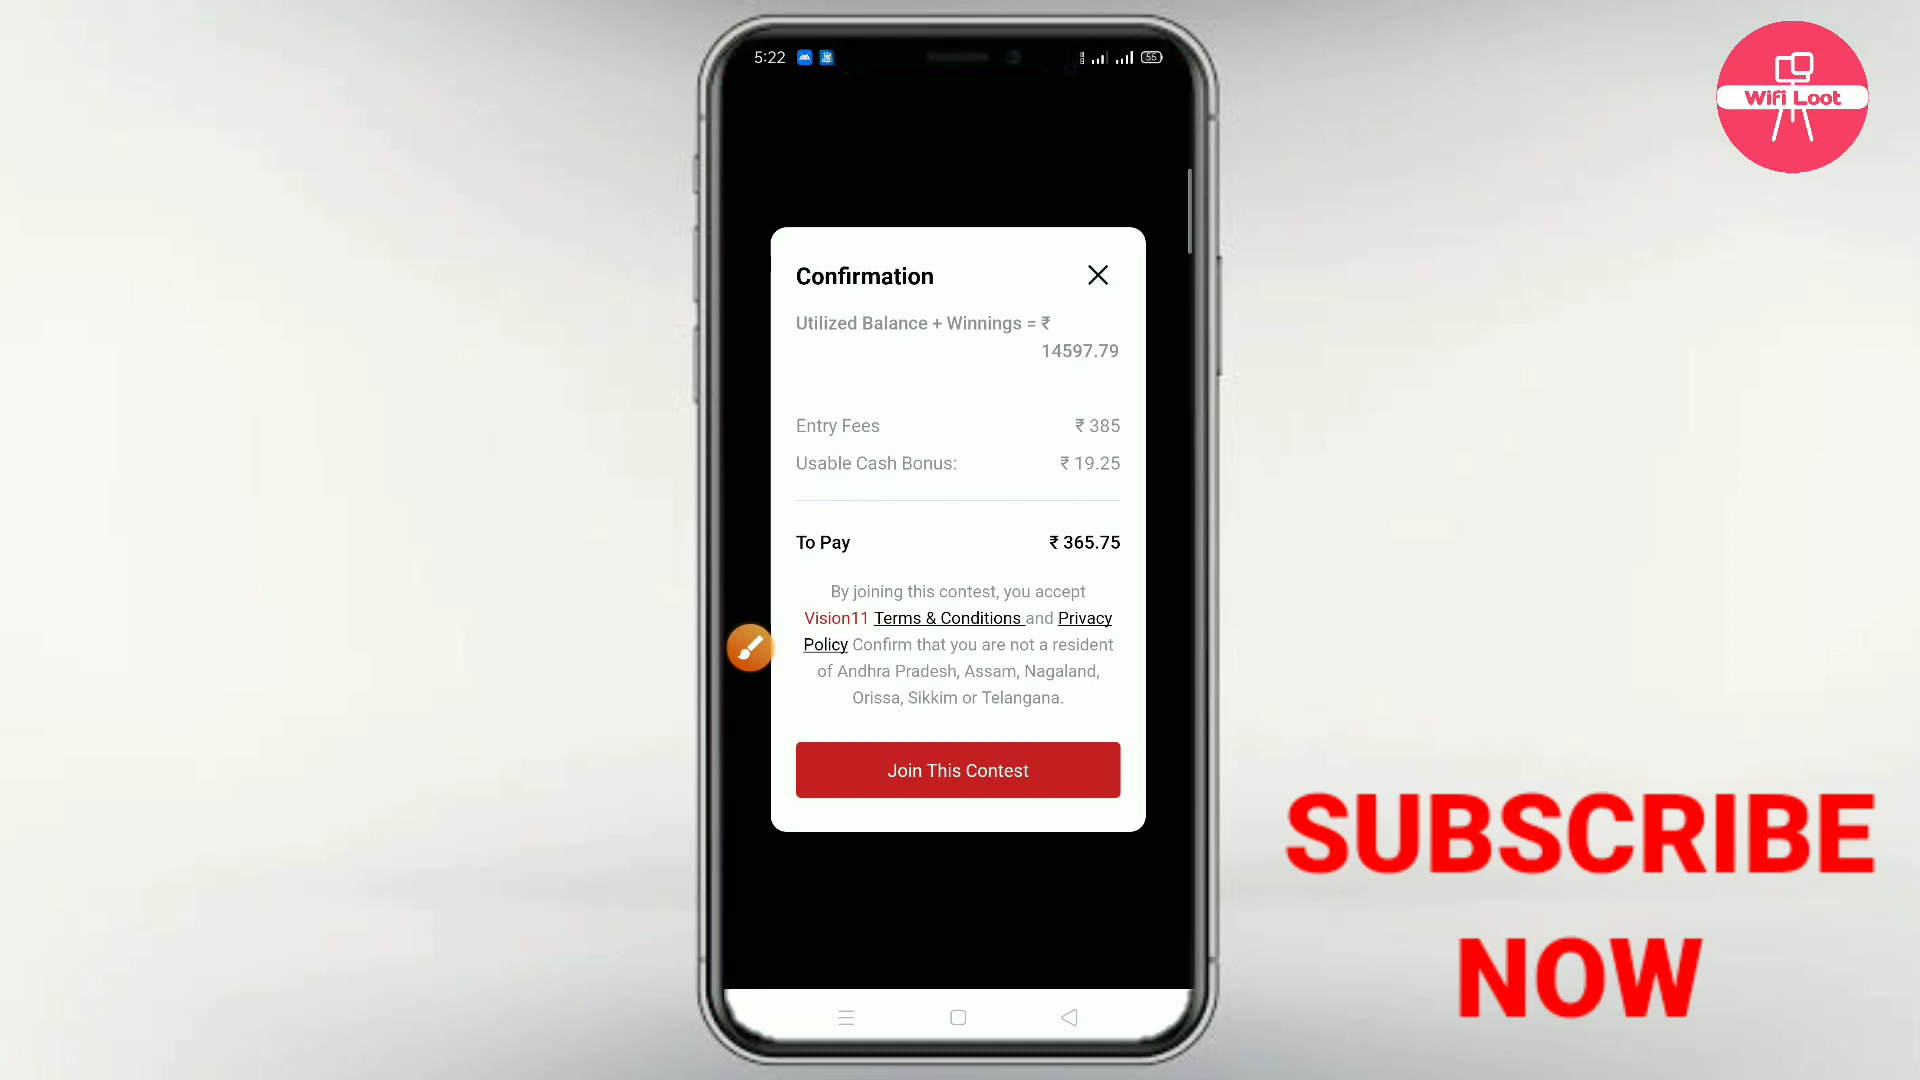 5:22
55
Wifi Loot
Confirmation
Utilized Balance + Winnings = ₹
14597.79
Entry Fees ₹ 385
Usable Cash Bonus: ₹ 19.25
To Pay ₹ 365.75
By joining this contest, you accept
Vision11 Terms & Conditions and Privacy
Policy Confirm that you are not a resident
of Andhra Pradesh, Assam, Nagaland,
Orissa, Sikkim or Telangana.
Join This Contest
SUBSCRIBE
NOW